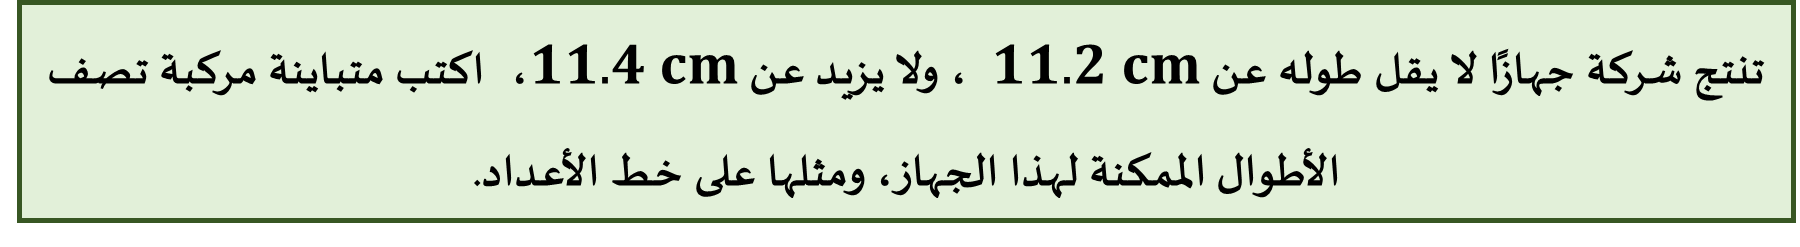 تنتج شركة جهازًا لا يقل طوله عن 11.2 cm ، ولا يزيد عن 11.4 cm، اكتب متباينة مركبة تصف
الأطوال الممكنة لهذا الجهاز، ومثلها على خط الأعداد.